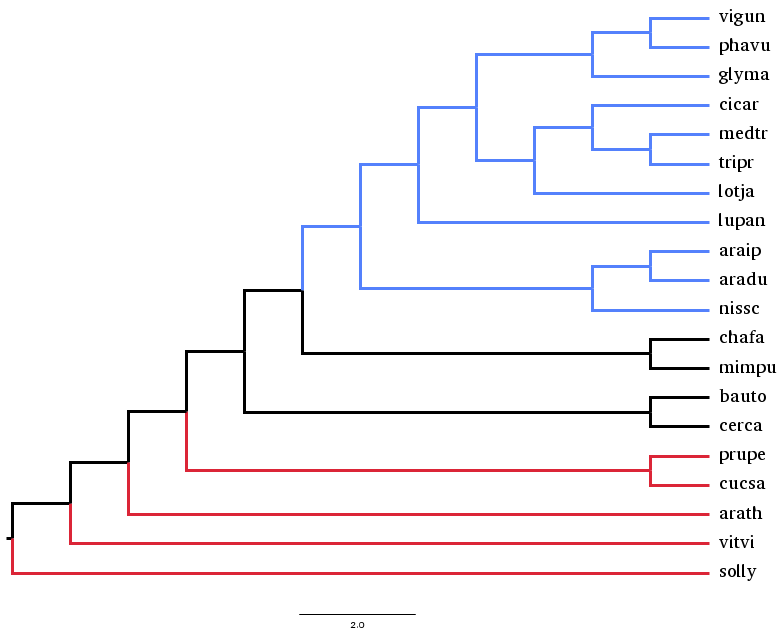 vigun
phavu
glyma
cicar
medtr
tripr
lotja
lupan
araip
aradu
nissc
chafa
mimpu
bauto
cerca
prupe
cucsa
arath
vitvi
solly
2.0